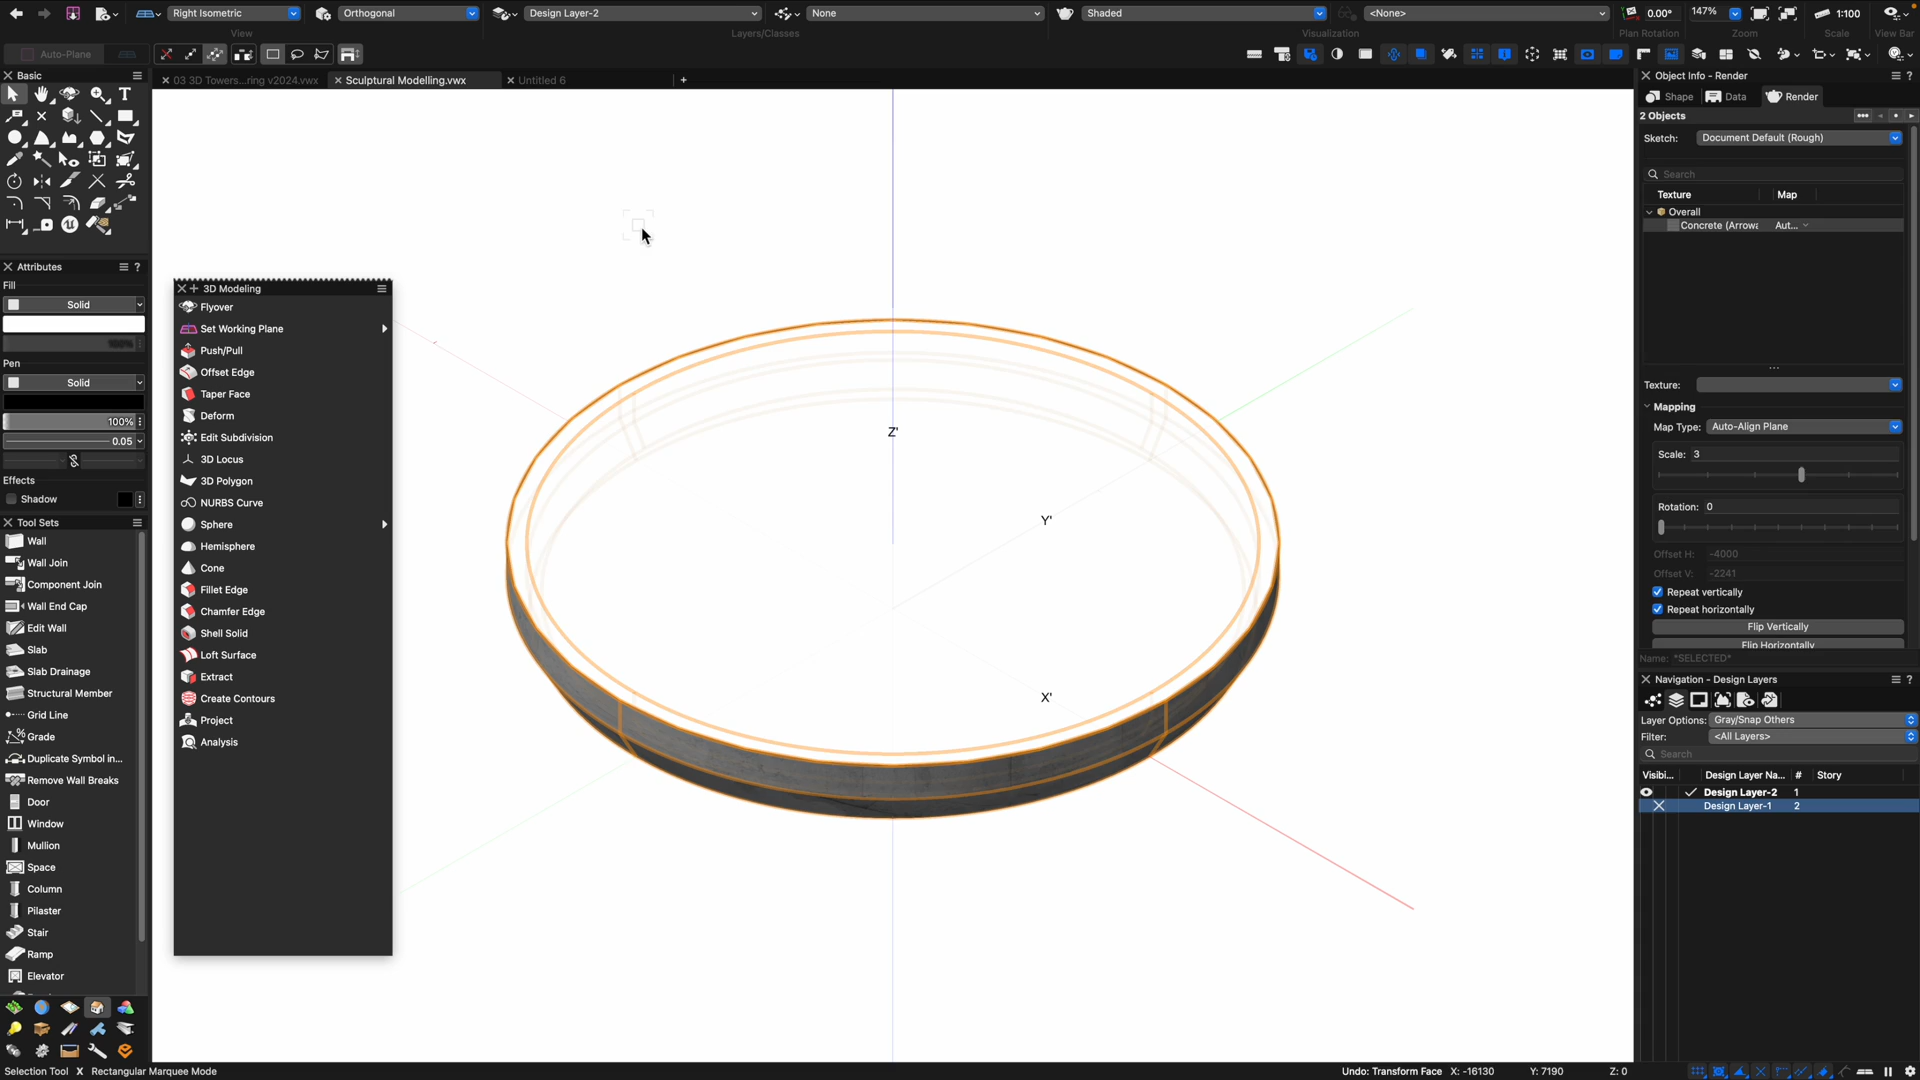 Right Isometric
Orthogonal
Design Layer-2
None
Shaded
<None>
0.00°
147%
1:100
View
Layers/Classes
Visualization
Plan Rotation
Zoom
Scale
View Bar
Auto-Plane
Basic
03 3D Towers...ring v2024.vwx
Sculptural Modelling.vwx
Untitled 6
+
Attributes
Fill
Solid
100%
Pen
Solid
100%
0.05
Effects
Shadow
Tool Sets
Wall
Wall Join
Component Join
Wall End Cap
Edit Wall
Slab
Slab Drainage
Structural Member
Grid Line
Grade
Duplicate Symbol in...
Remove Wall Breaks
Door
Window
Mullion
Space
Column
Pilaster
Stair
Ramp
Elevator
3D Modeling
Flyover
Set Working Plane
Push/Pull
Offset Edge
Taper Face
Deform
Edit Subdivision
3D Locus
3D Polygon
NURBS Curve
Sphere
Hemisphere
Cone
Fillet Edge
Chamfer Edge
Shell Solid
Loft Surface
Extract
Create Contours
Project
Analysis
Z'
Y'
X'
Object Info - Render
Shape
Data
Render
2 Objects
Sketch:
Document Default (Rough)
Search
Texture
Map
Overall
Concrete (Arrowa
Aut...
Texture:
Mapping
Map Type:
Auto-Align Plane
Scale: 3
Rotation: 0
Offset H: -4000
Offset V: -2241
Repeat vertically
Repeat horizontally
Flip Vertically
Flip Horizontally
Name: *SELECTED*
Navigation - Design Layers
Layer Options: Gray/Snap Others
Filter: <All Layers>
Search
Visibi...
Design Layer Na...
#
Story
Design Layer-2 1
Design Layer-1 2
Selection Tool X Rectangular Marquee Mode
Undo: Transform Face X: -16130 Y: 7190 Z: 0